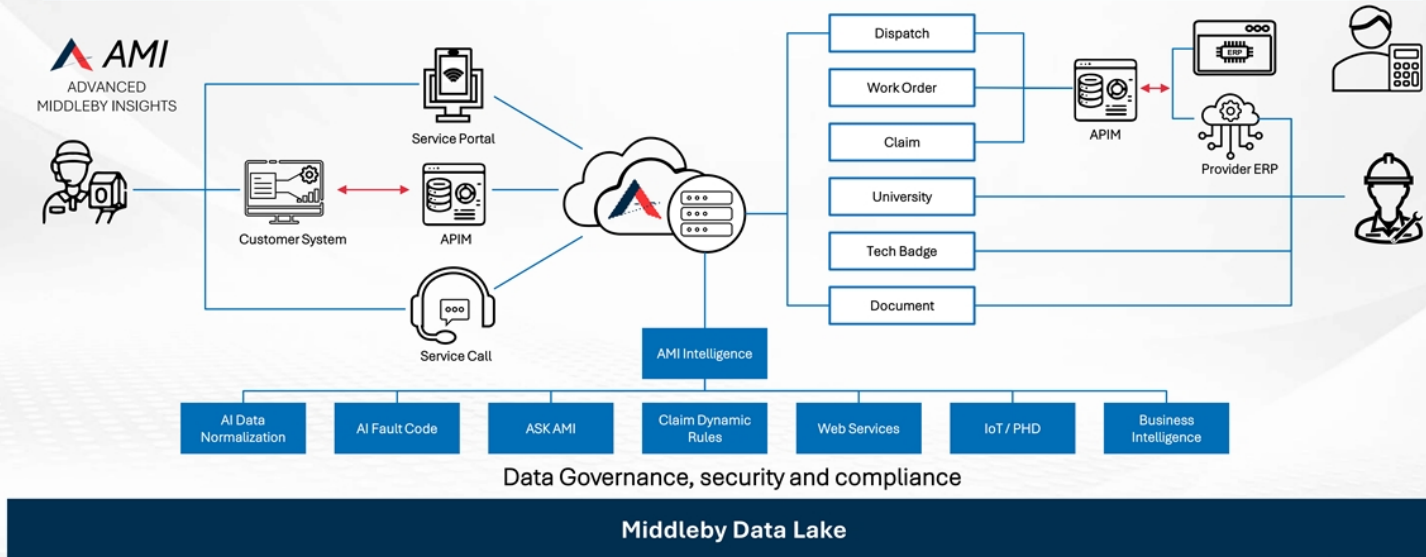 AMI
ADVANCED
MIDDLEBY INSIGHTS
Service Portal
Customer System
APIM
Service Call
Dispatch
Work Order
Claim
University
Tech Badge
Document
APIM
ERP
Provider ERP
AMI Intelligence
AI Data
Normalization
AI Fault Code
ASK AMI
Claim Dynamic
Rules
Web Services
IoT / PHD
Business
Intelligence
Data Governance, security and compliance
Middleby Data Lake